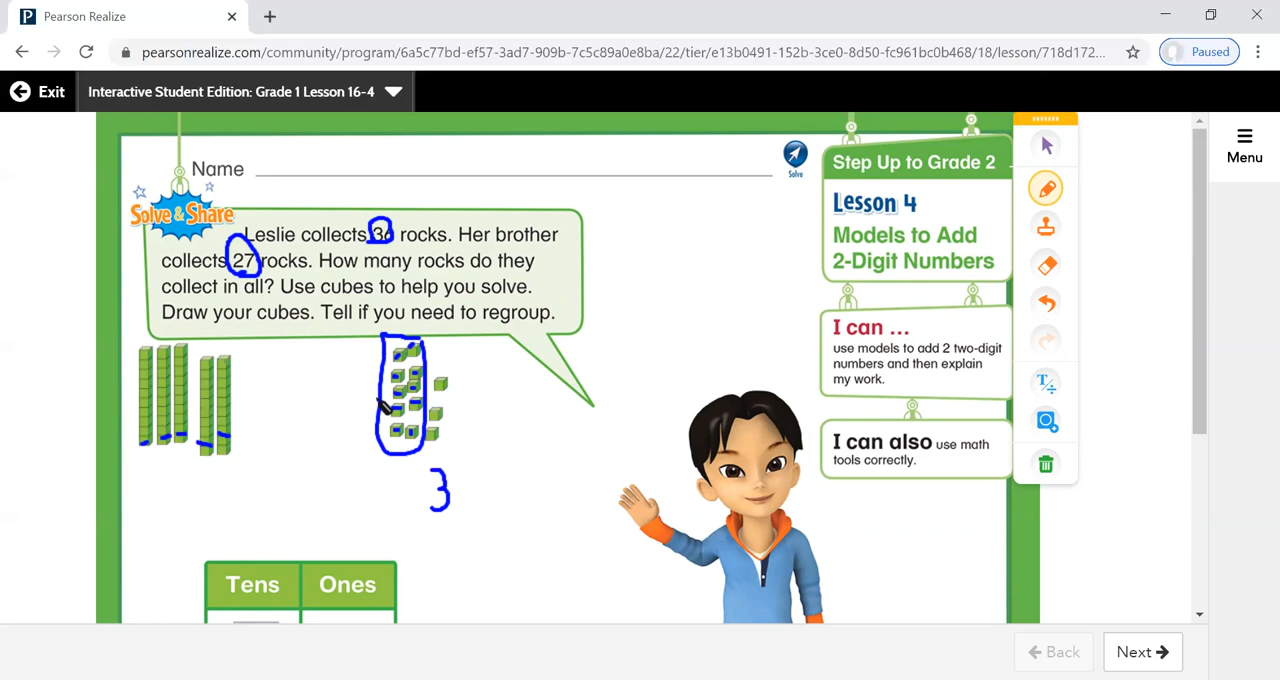 Pearson Realize
pearsonrealize.com/community/program/6a5c77bd-ef57-3ad7-909b-7c5c89a0e8ba/22/tier/e13b0491-152b-3ce0-8d50-fc961bc0b468/18/lesson/718d172...
Paused
Exit
Interactive Student Edition: Grade 1 Lesson 16-4
Menu
Name
Solve
Solve & Share
Leslie collects 36 rocks. Her brother
collects 27 rocks. How many rocks do they
collect in all? Use cubes to help you solve.
Draw your cubes. Tell if you need to regroup.
Step Up to Grade 2
Lesson 4
Models to Add
2-Digit Numbers
I can ...
use models to add 2 two-digit
numbers and then explain
my work.
I can also use math
tools correctly.
3
Tens Ones
Back
Next